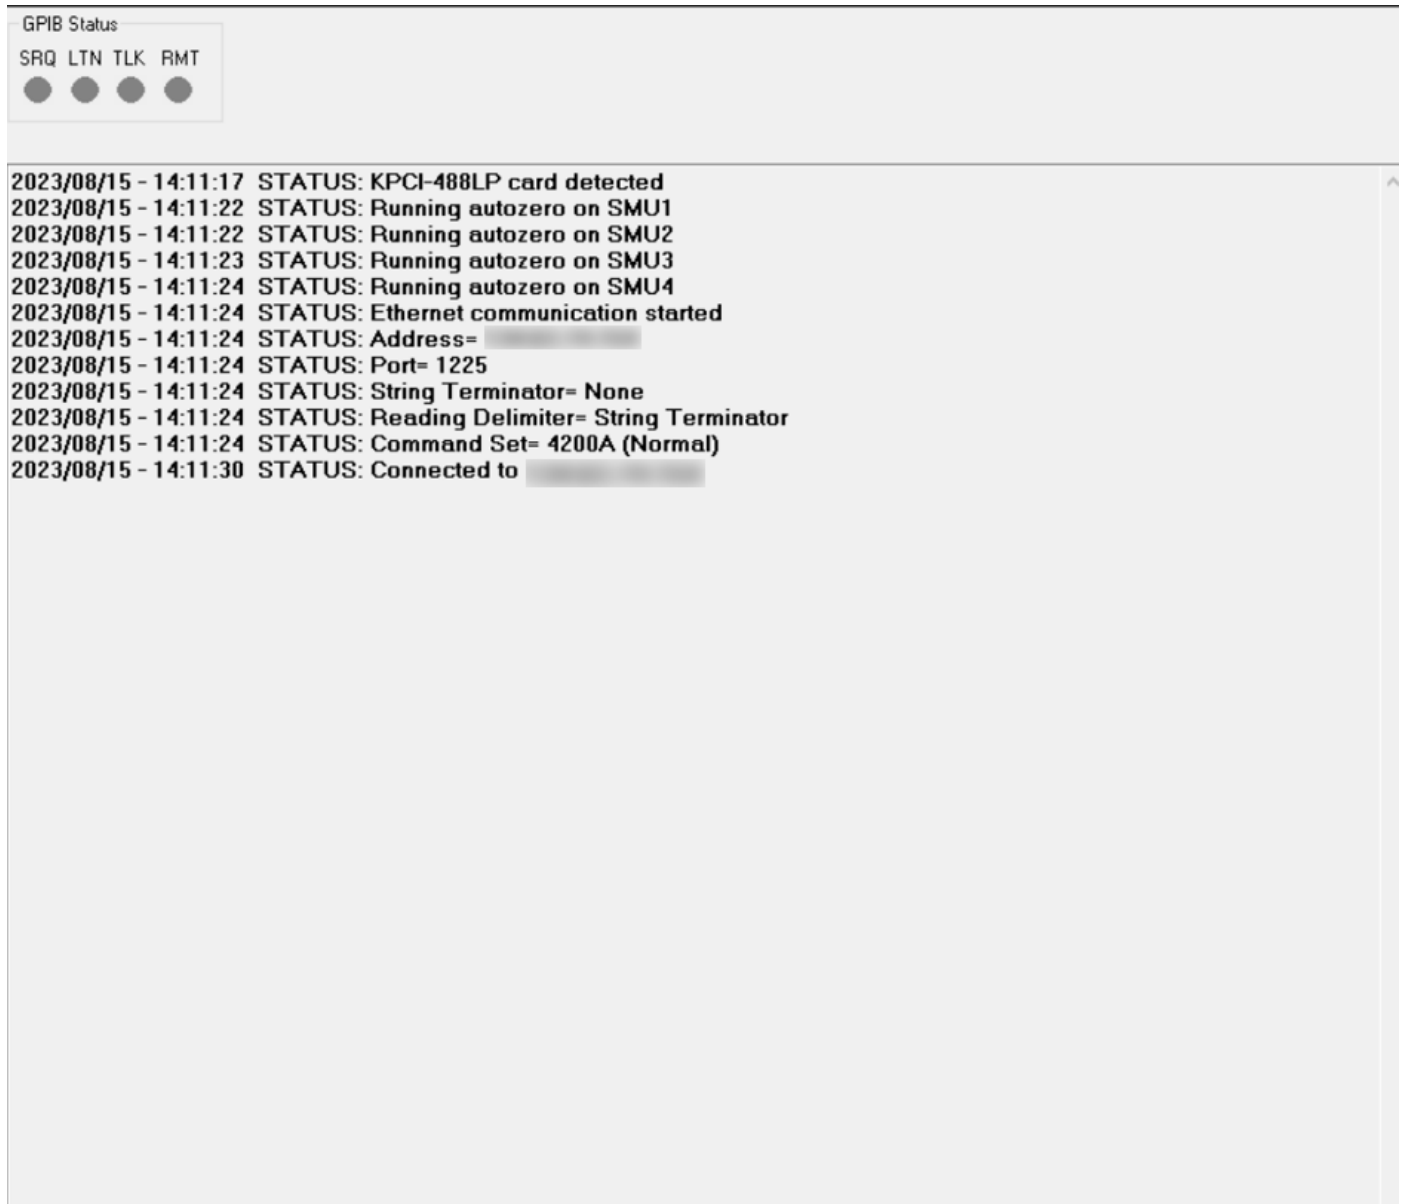 GPIB Status
SRQ LTN TLK RMT
2023/08/15 - 14:11:17 STATUS: KPCI-488LP card detected
2023/08/15 - 14:11:22 STATUS: Running autozero on SMU1
2023/08/15 - 14:11:22 STATUS: Running autozero on SMU2
2023/08/15 - 14:11:23 STATUS: Running autozero on SMU3
2023/08/15 - 14:11:24 STATUS: Running autozero on SMU4
2023/08/15 - 14:11:24 STATUS: Ethernet communication started
2023/08/15 - 14:11:24 STATUS: Address=
2023/08/15 - 14:11:24 STATUS: Port= 1225
2023/08/15 - 14:11:24 STATUS: String Terminator= None
2023/08/15 - 14:11:24 STATUS: Reading Delimiter= String Terminator
2023/08/15 - 14:11:24 STATUS: Command Set= 4200A (Normal)
2023/08/15 - 14:11:30 STATUS: Connected to